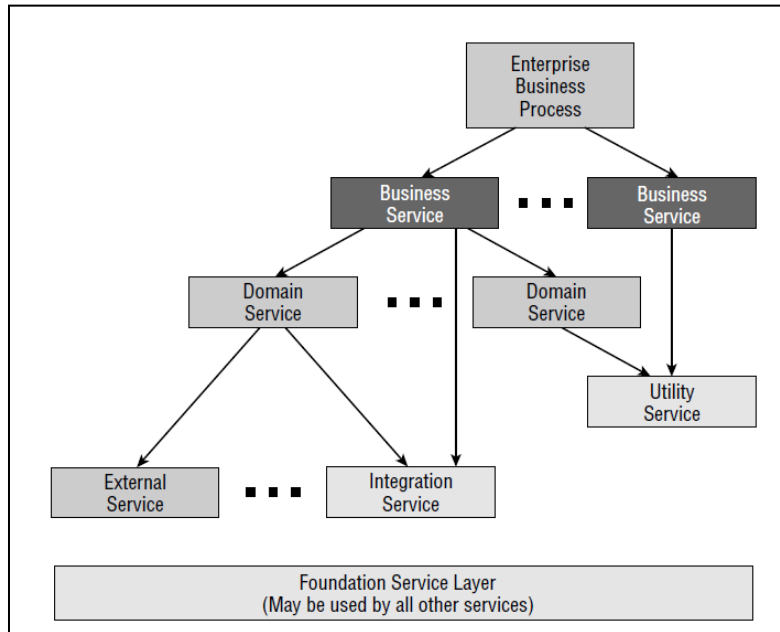 Enterprise
Business
Process
Business
Service
Business
Service
Domain
Service
Domain
Service
Utility
Service
External
Service
Integration
Service
Foundation Service Layer
(May be used by all other services)